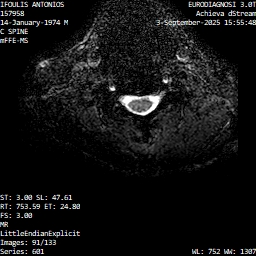 IFOULIS ANTONIOS
157958
14-January-1974 M
C SPINE
mFFE-MS
EURODIAGNOSI 3.0T
Achieva dStream
3-September-2025 15:55:48
ST: 3.00 SL: 47.61
RT: 753.59 ET: 24.80
FS: 3.00
MR
LittleEndianExplicit
Images: 91/133
Series: 601
WL: 752 WW: 1307